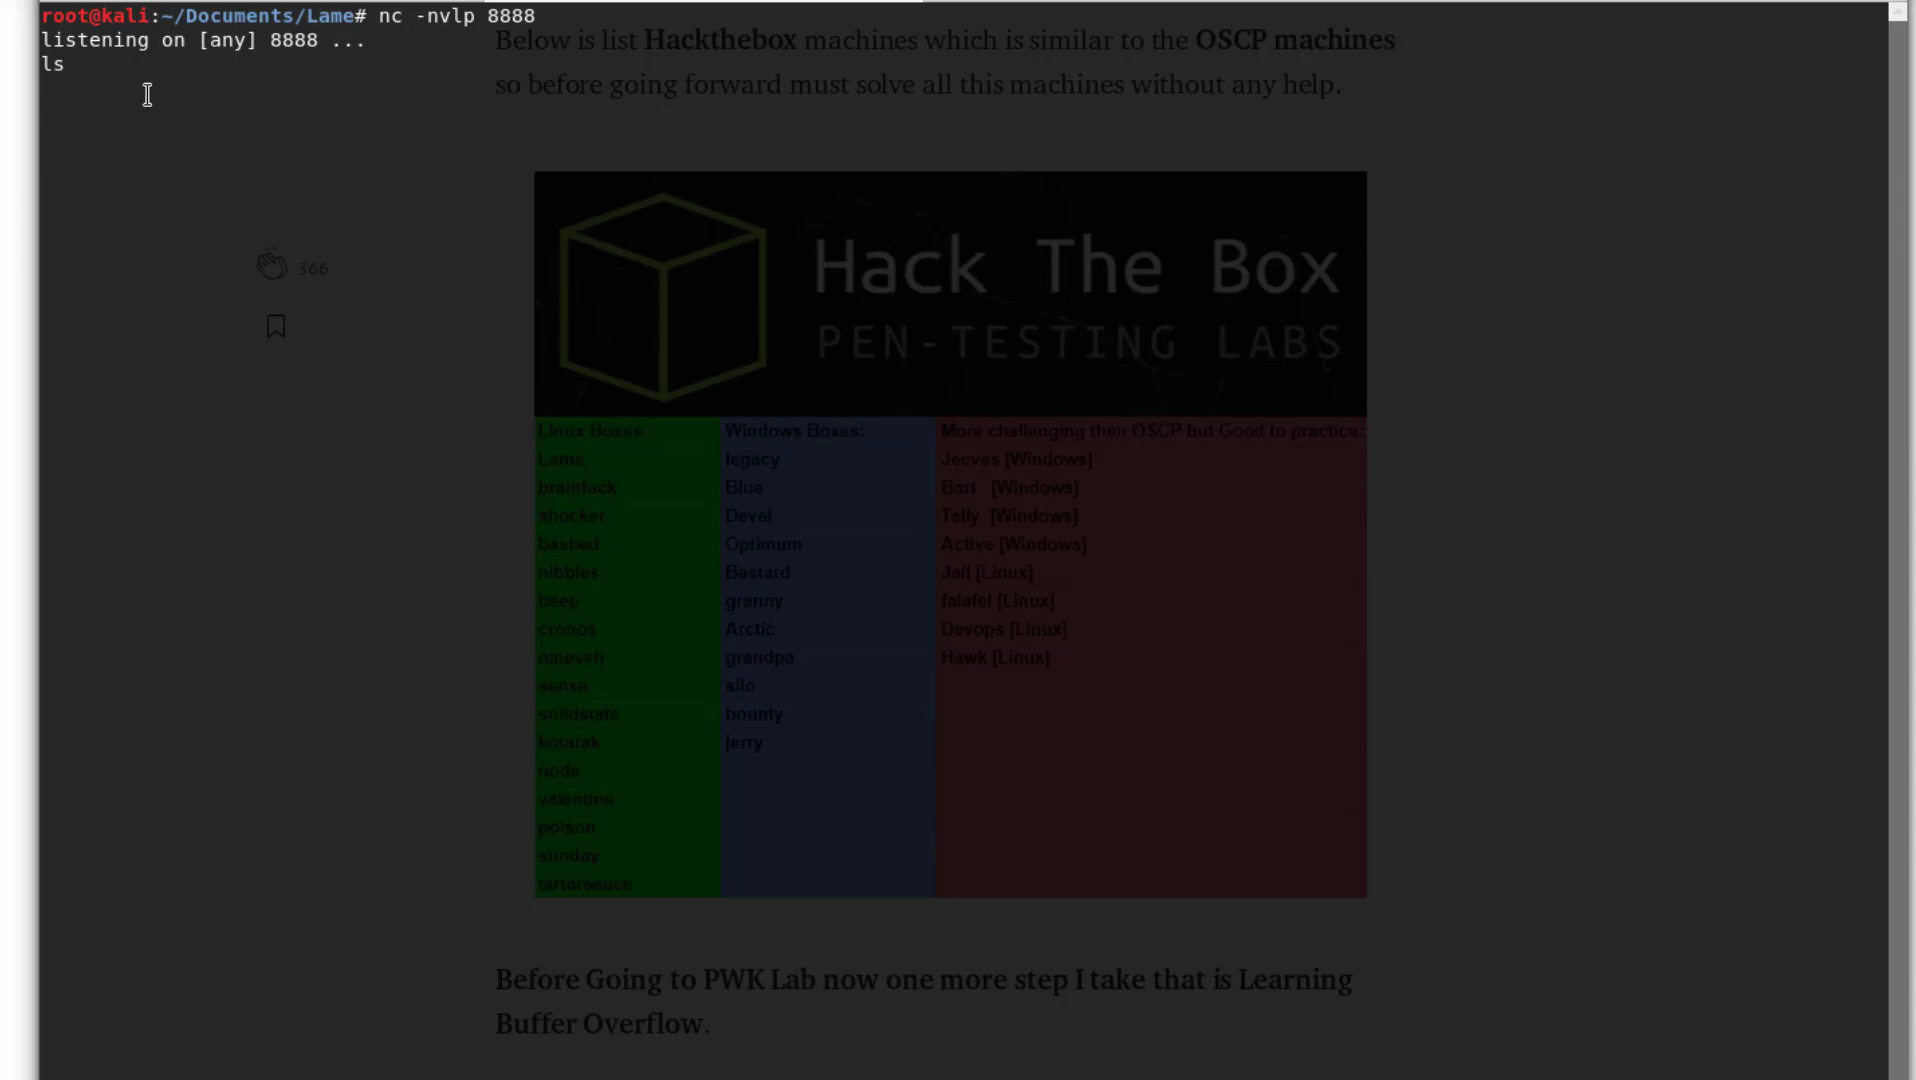 root@kali:~/Documents/Lame# nc -nvlp 8888
listening on [any] 8888 ...
ls
Below is list Hackthebox machines which is similar to the OSCP machines
so before going forward must solve all this machines without any help.
366
Hack The Box
PEN-TESTING LABS
Linux Boxes: Windows Boxes: More challenging then OSCP but Good to practice:
Lame legacy Jeeves [Windows]
brainfuck Blue Bart [Windows]
shocker Devel Tally [Windows]
bashed Optimum Active [Windows]
nibbles Bastard Jail [Linux]
beep granny falafel [Linux]
cronos Arctic Devops [Linux]
nineveh grandpa Hawk [Linux]
sense silo
solidstate bounty
kotarak jerry
node
valentine
poison
sunday
tartarsauce
Before Going to PWK Lab now one more step I take that is Learning
Buffer Overflow.